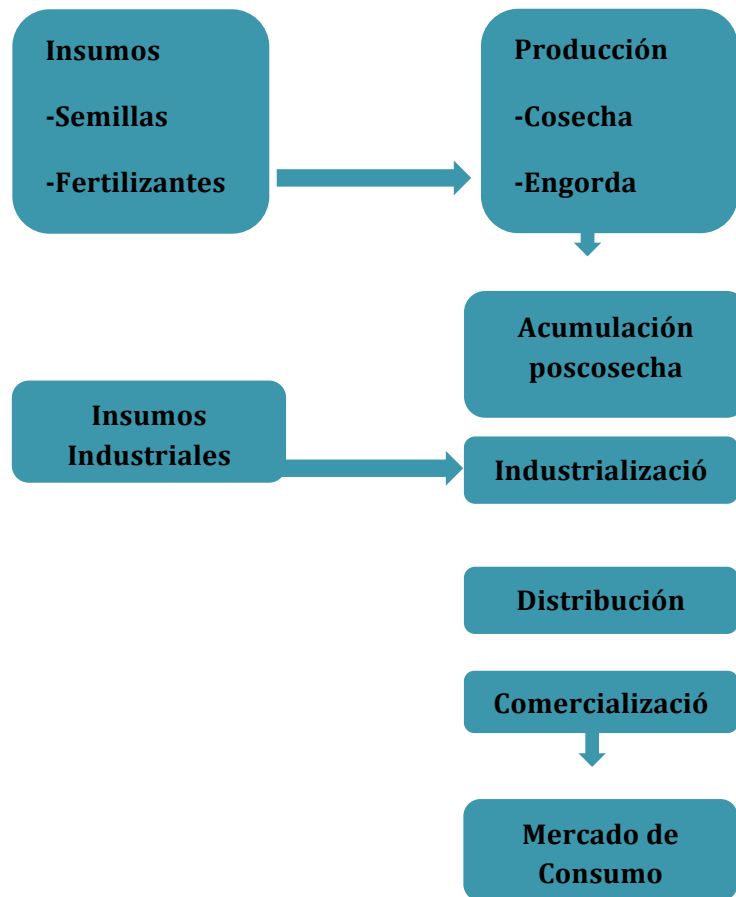 Insumos
-Semillas
-Fertilizantes
Producción
-Cosecha
-Engorda
Acumulación
poscosecha
Insumos
Industriales
Industrializació
Distribución
Comercializació
Mercado de
Consumo